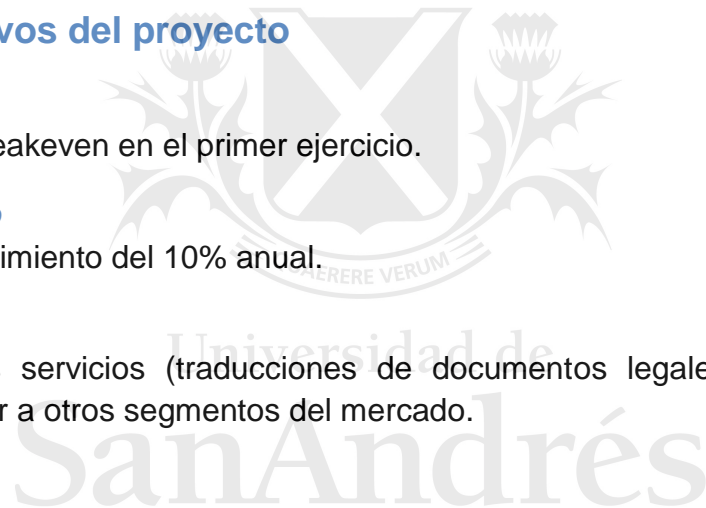 vos del proyecto
eakeven en el primer ejercicio.
o
imiento del 10% anual.
QUAERERE VERUM
Universidad de
s servicios (traducciones de documentos legale
r a otros segmentos del mercado.
SanAndrés